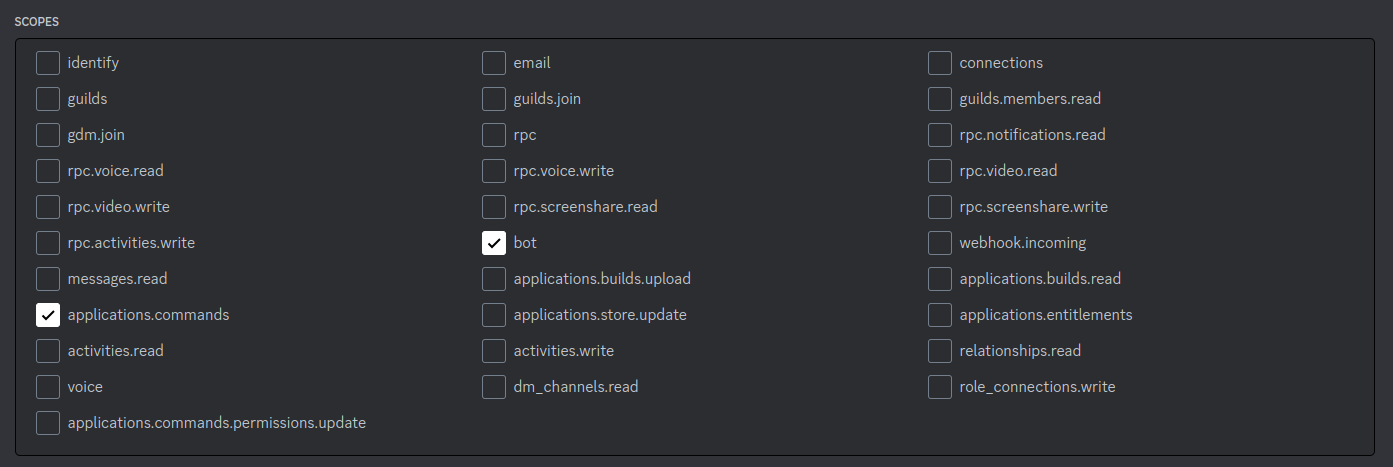 SCOPES
identify email connections
guilds guilds.join guilds.members.read
gdm.join rpc rpc.notifications.read
rpc.voice.read rpc.voice.write rpc.video.read
rpc.video.write rpc.screenshare.read rpc.screenshare.write
rpc.activities.write bot webhook.incoming
messages.read applications.builds.upload applications.builds.read
applications.commands applications.store.update applications.entitlements
activities.read activities.write relationships.read
voice dm_channels.read role_connections.write
applications.commands.permissions.update